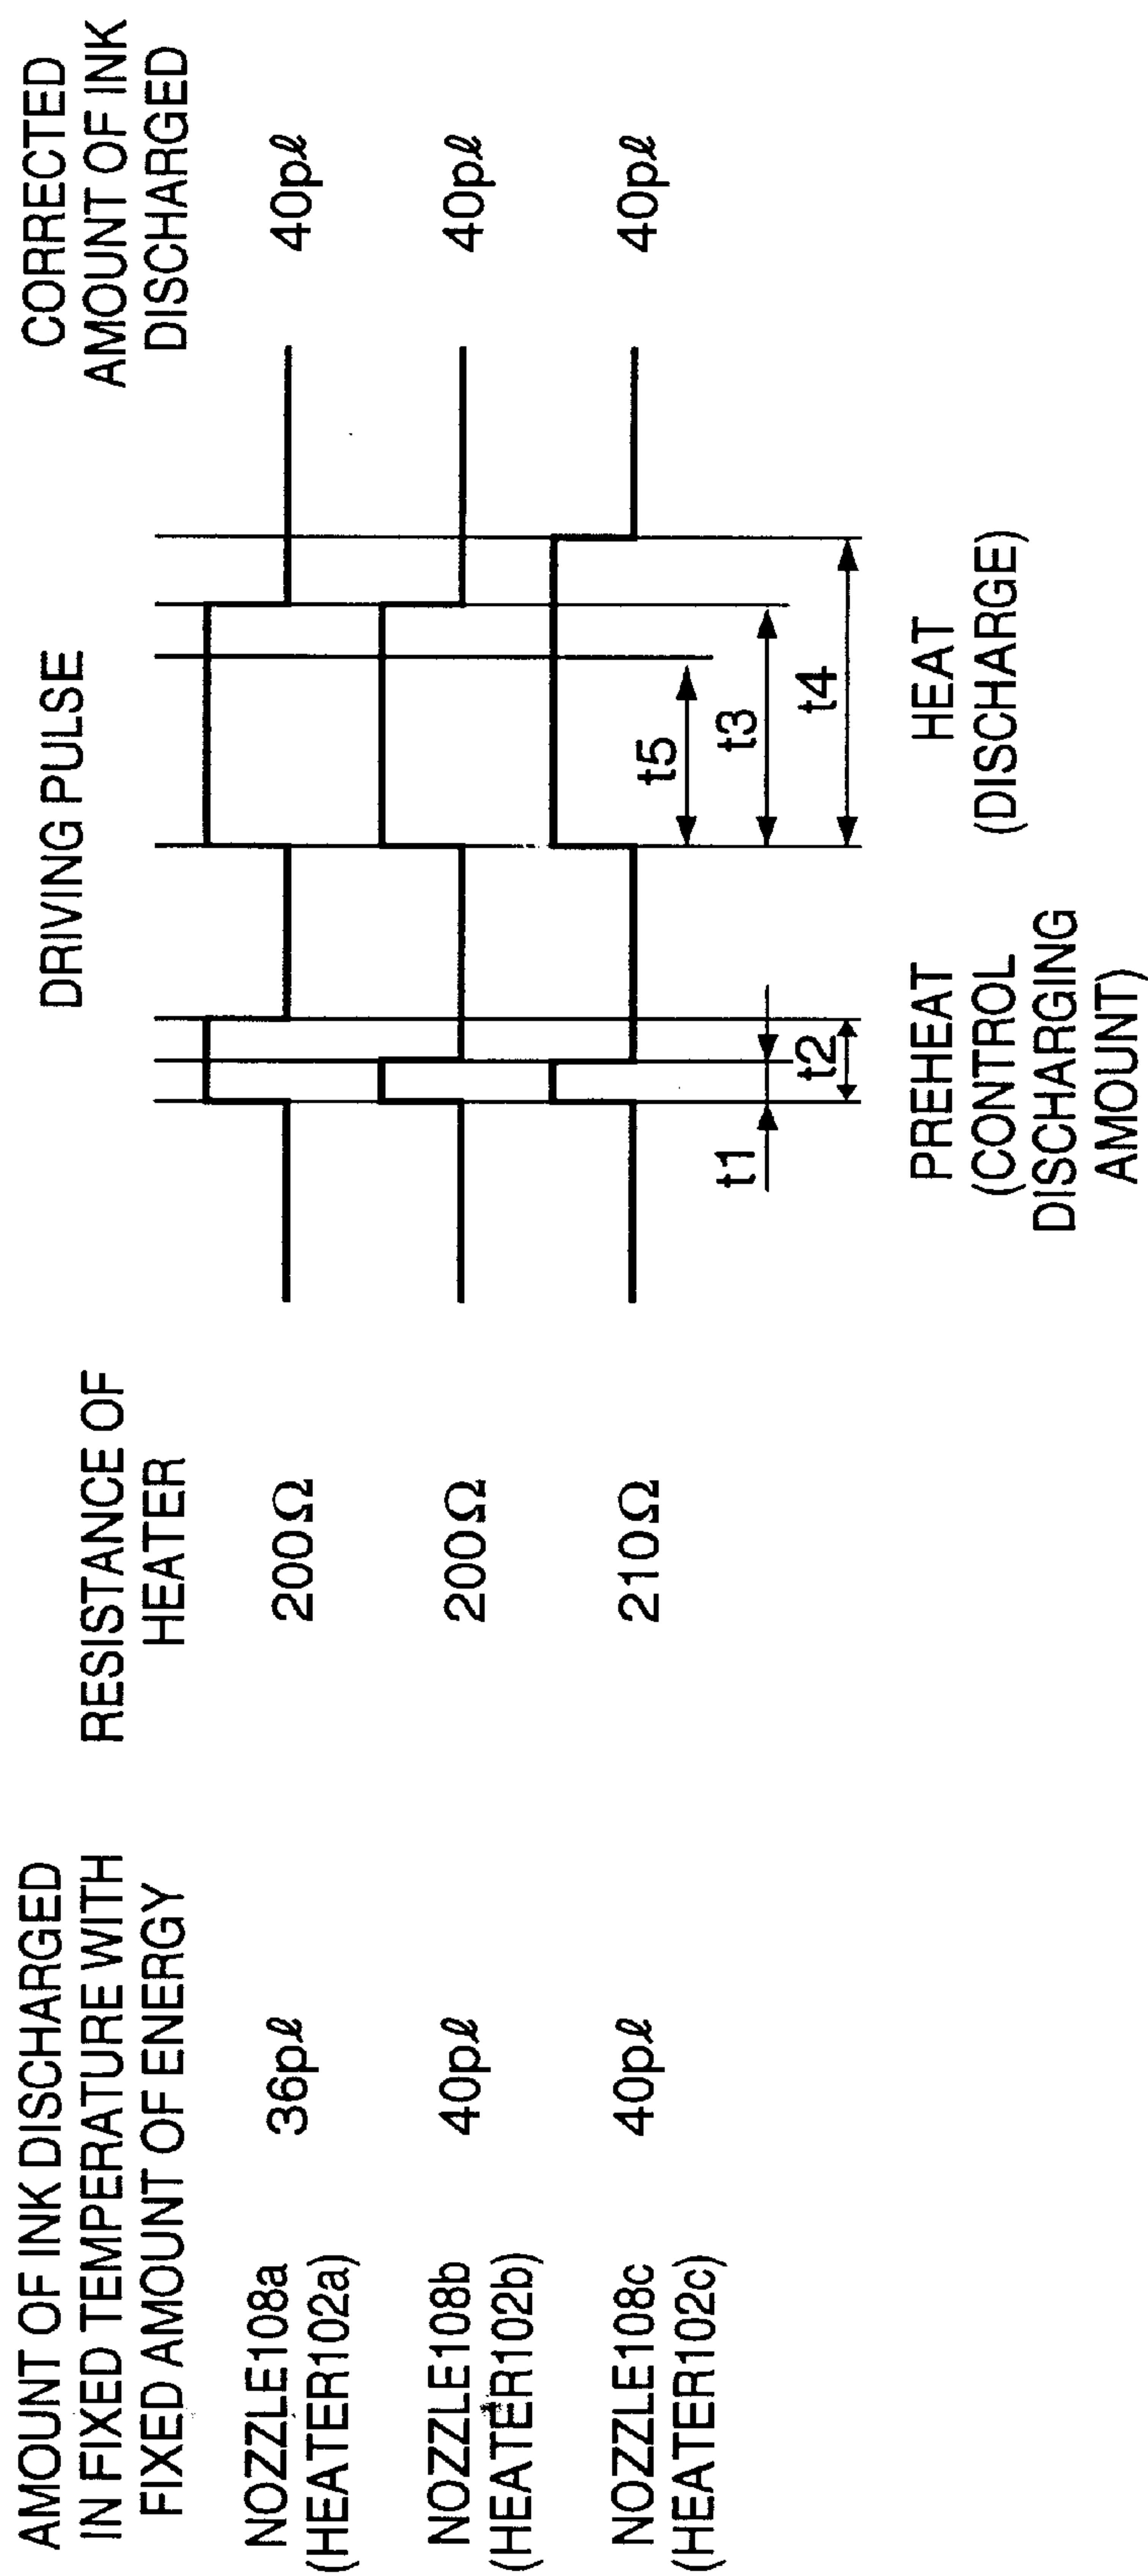 AMOUNT OF INK DISCHARGED
IN FIXED TEMPERATURE WITH
FIXED AMOUNT OF ENERGY
RESISTANCE OF
HEATER
DRIVING PULSE
CORRECTED
AMOUNT OF INK
DISCHARGED
NOZZLE108a
(HEATER102a)
36pℓ
200Ω
40pℓ
NOZZLE108b
(HEATER102b)
40pℓ
200Ω
40pℓ
NOZZLE108c
(HEATER102c)
40pℓ
210Ω
40pℓ
t5
t1
t3
t2
t4
PREHEAT
(CONTROL
DISCHARGING
AMOUNT)
HEAT
(DISCHARGE)